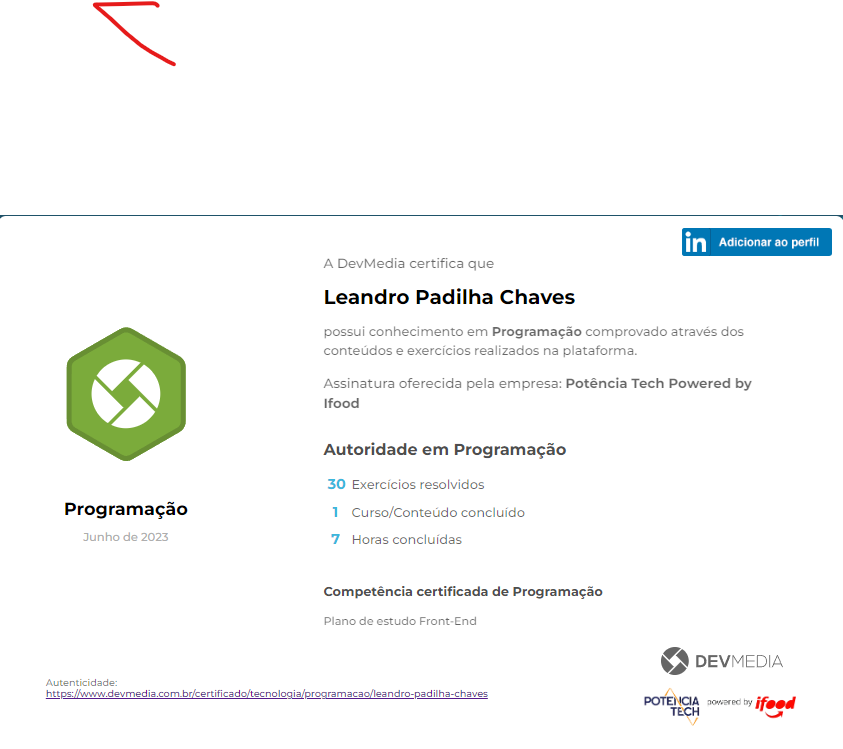 in Adicionar ao perfil
A DevMedia certifica que
Leandro Padilha Chaves
possui conhecimento em Programação comprovado através dos
conteúdos e exercícios realizados na plataforma.
Assinatura oferecida pela empresa: Potência Tech Powered by
Ifood
Autoridade em Programação
30 Exercícios resolvidos
1 Curso/Conteúdo concluído
7 Horas concluídas
Programação
Junho de 2023
Competência certificada de Programação
Plano de estudo Front-End
DEVMEDIA
Autenticidade:
https://www.devmedia.com.br/certificado/tecnologia/programacao/leandro-padilha-chaves
POTÊNCIA
TECH
powered by ifood